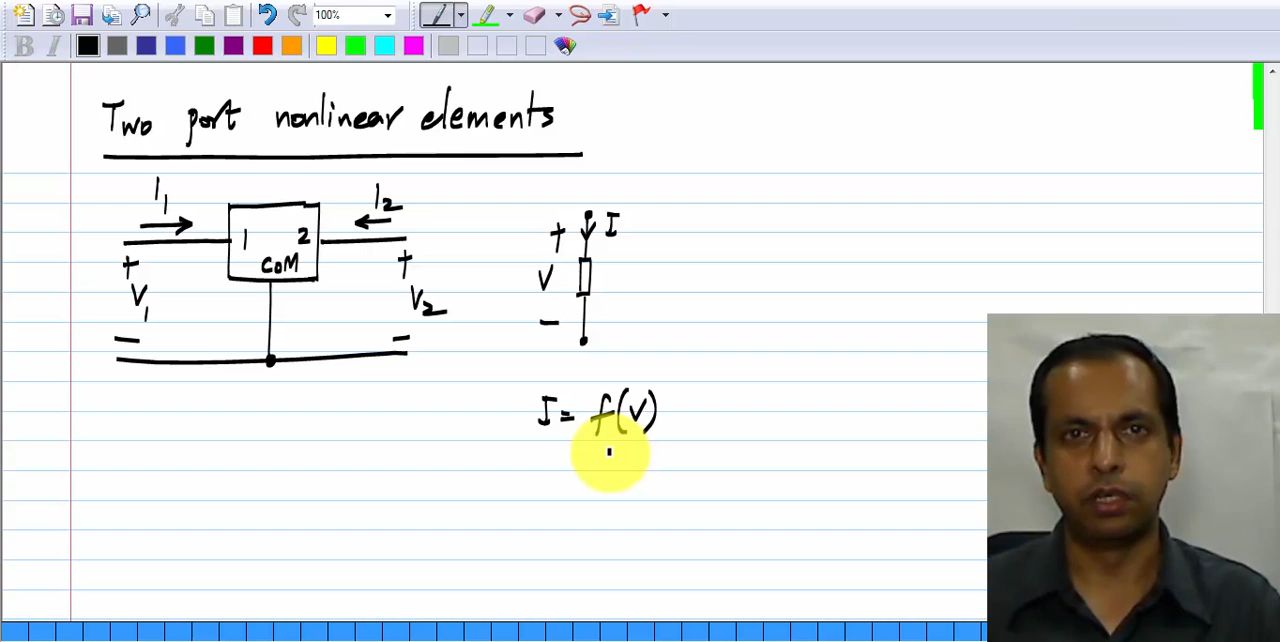 100%
B I
Two port nonlinear elements
I1 I2
1 2
COM
+ V1 −
+ V2 −
I
+ V −
I = f(V)